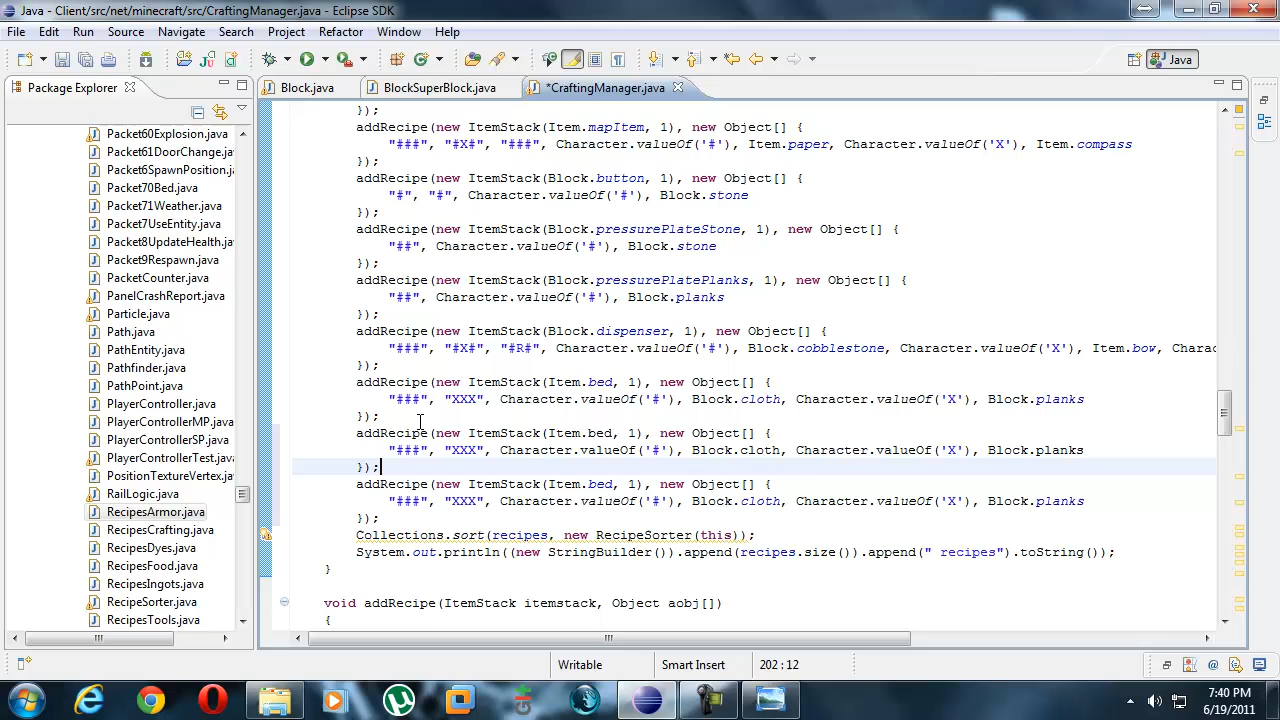 Java - Client/src/net/minecraft/src/CraftingManager.java - Eclipse SDK
File Edit Run Source Navigate Search Project Refactor Window Help
Java
Package Explorer
Block.java
BlockSuperBlock.java
*CraftingManager.java
Packet60Explosion.java
Packet61DoorChange.jav
Packet6SpawnPosition.ja
Packet70Bed.java
Packet71Weather.java
Packet7UseEntity.java
Packet8UpdateHealth.jav
Packet9Respawn.java
PacketCounter.java
PanelCrashReport.java
Particle.java
Path.java
PathEntity.java
Pathfinder.java
PathPoint.java
PlayerController.java
PlayerControllerMP.java
PlayerControllerSP.java
PlayerControllerTest.java
PositionTextureVertex.jav
RailLogic.java
RecipesArmor.java
RecipesCrafting.java
RecipesDyes.java
RecipesFood.java
RecipesIngots.java
RecipeSorter.java
RecipesTools.java
});
addRecipe(new ItemStack(Item.mapItem, 1), new Object[] {
"###", "#X#", "###", Character.valueOf('#'), Item.paper, Character.valueOf('X'), Item.compass
});
addRecipe(new ItemStack(Block.button, 1), new Object[] {
"#", "#", Character.valueOf('#'), Block.stone
});
addRecipe(new ItemStack(Block.pressurePlateStone, 1), new Object[] {
"##", Character.valueOf('#'), Block.stone
});
addRecipe(new ItemStack(Block.pressurePlatePlanks, 1), new Object[] {
"##", Character.valueOf('#'), Block.planks
});
addRecipe(new ItemStack(Block.dispenser, 1), new Object[] {
"###", "#X#", "#R#", Character.valueOf('#'), Block.cobblestone, Character.valueOf('X'), Item.bow, Charac
});
addRecipe(new ItemStack(Item.bed, 1), new Object[] {
"###", "XXX", Character.valueOf('#'), Block.cloth, Character.valueOf('X'), Block.planks
});
addRecipe(new ItemStack(Item.bed, 1), new Object[] {
"###", "XXX", Character.valueOf('#'), Block.cloth, Character.valueOf('X'), Block.planks
});
addRecipe(new ItemStack(Item.bed, 1), new Object[] {
"###", "XXX", Character.valueOf('#'), Block.cloth, Character.valueOf('X'), Block.planks
});
Collections.sort(recipes, new RecipeSorter(this));
System.out.println((new StringBuilder()).append(recipes.size()).append(" recipes").toString());
}
void addRecipe(ItemStack itemstack, Object aobj[])
{
Writable
Smart Insert
202 : 12
7:40 PM
6/19/2011